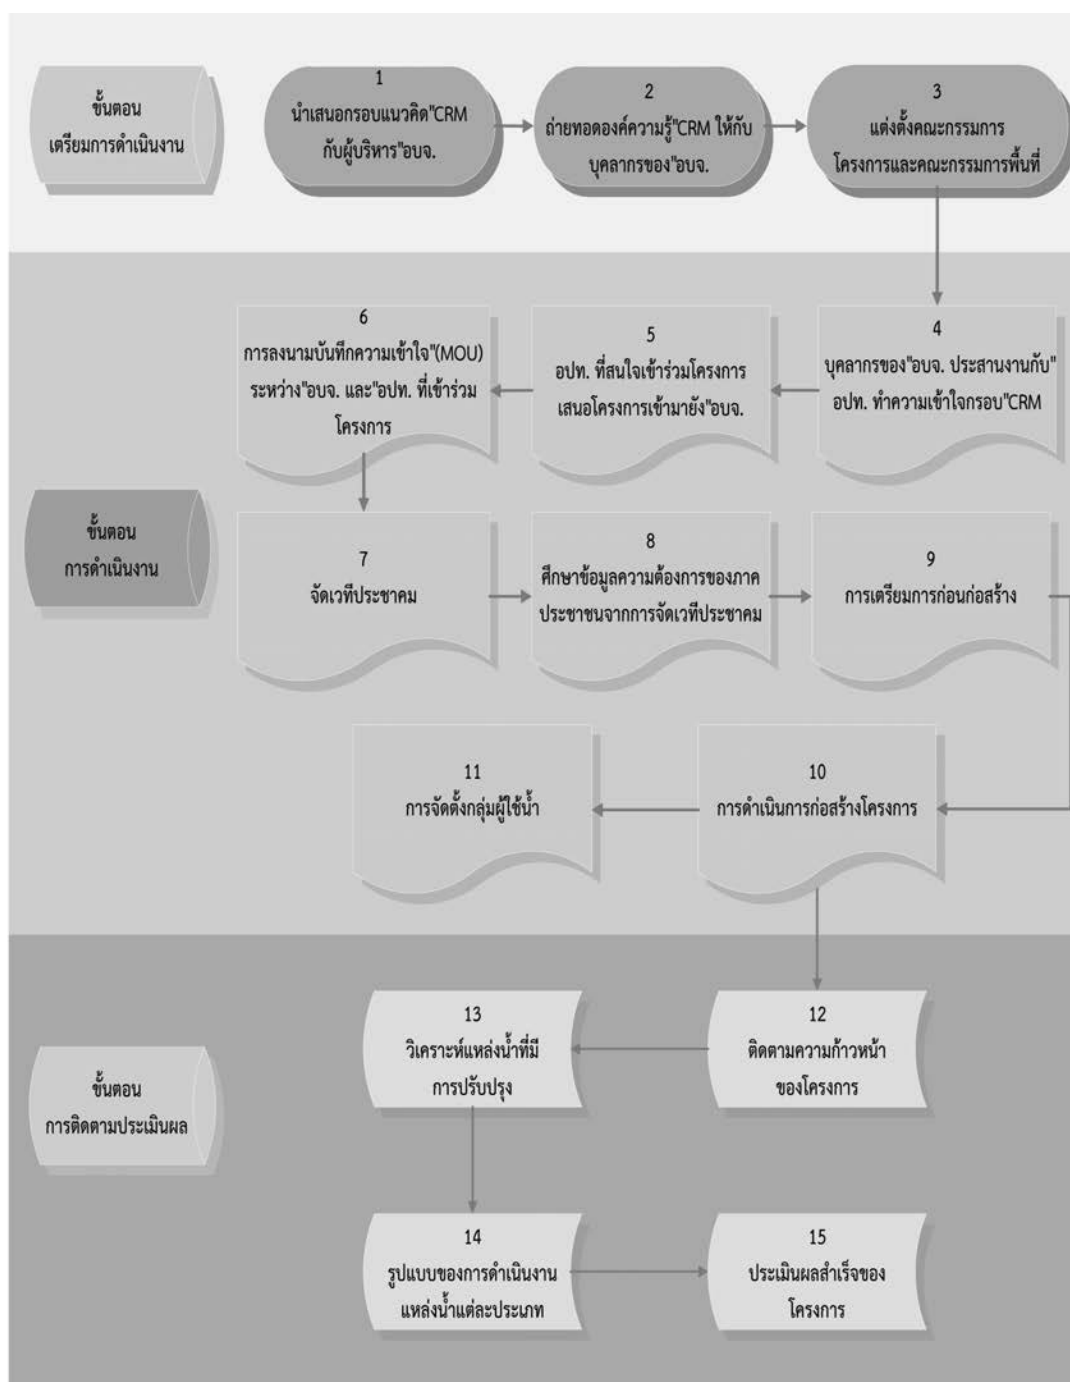 ขั้นตอน
เตรียมการดำเนินงาน
1
นำเสนอกรอบแนวคิด"CRM
กับผู้บริหาร"อบจ.
2
ถ่ายทอดองค์ความรู้"CRM ให้กับ
บุคลากรของ"อบจ.
3
แต่งตั้งคณะกรรมการ
โครงการและคณะกรรมการพื้นที่
ขั้นตอน
การดำเนินงาน
4
บุคลากรของ"อบจ. ประสานงานกับ"
อปท. ทำความเข้าใจกรอบ"CRM
5
อปท. ที่สนใจเข้าร่วมโครงการ
เสนอโครงการเข้ามายัง"อบจ.
6
การลงนามบันทึกความเข้าใจ"(MOU)
ระหว่าง"อบจ. และ"อปท. ที่เข้าร่วม
โครงการ
7
จัดเวทีประชาคม
8
ศึกษาข้อมูลความต้องการของภาค
ประชาชนจากการจัดเวทีประชาคม
9
การเตรียมการก่อนก่อสร้าง
10
การดำเนินการก่อสร้างโครงการ
11
การจัดตั้งกลุ่มผู้ใช้น้ำ
ขั้นตอน
การติดตามประเมินผล
12
ติดตามความก้าวหน้า
ของโครงการ
13
วิเคราะห์แหล่งน้ำที่มี
การปรับปรุง
14
รูปแบบของการดำเนินงาน
แหล่งน้ำแต่ละประเภท
15
ประเมินผลสำเร็จของ
โครงการ